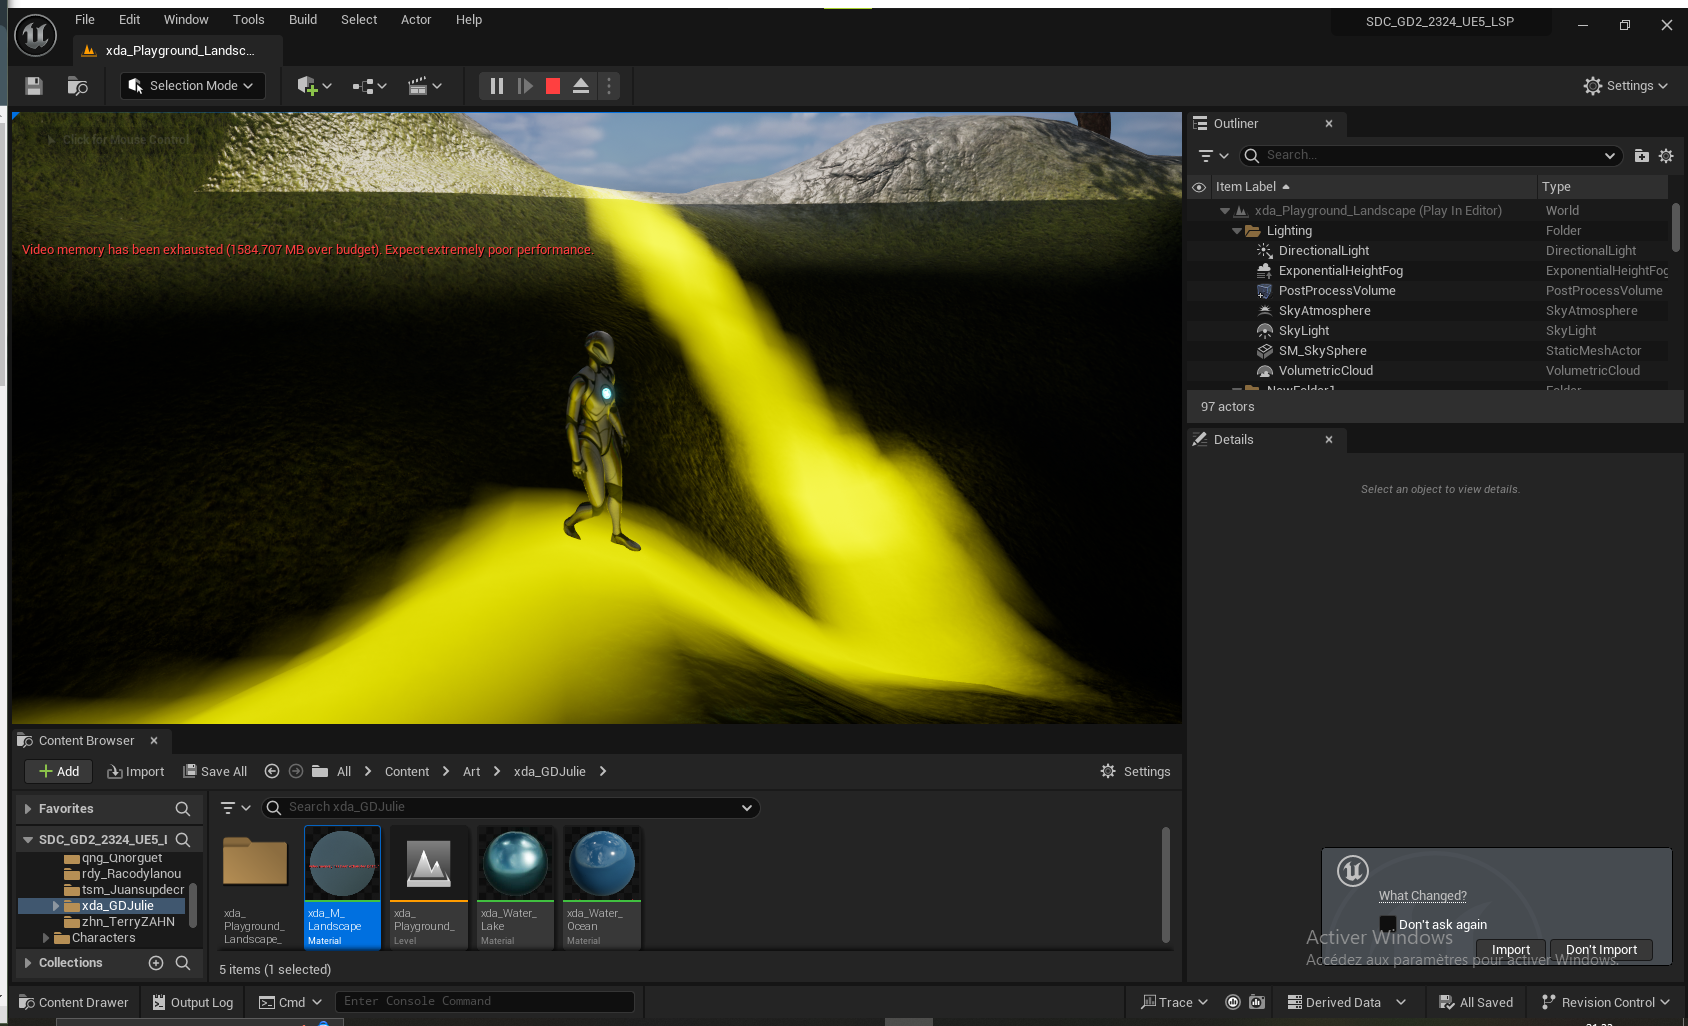 File Edit Window Tools Build Select Actor Help
SDC_GD2_2324_UE5_LSP
xda_Playground_Landsc...
Selection Mode
Settings
Click for Mouse Control
Video memory has been exhausted (1584.707 MB over budget). Expect extremely poor performance.
Outliner
Search...
Item Label Type
xda_Playground_Landscape (Play In Editor) World
Lighting Folder
DirectionalLight DirectionalLight
ExponentialHeightFog ExponentialHeightFog
PostProcessVolume PostProcessVolume
SkyAtmosphere SkyAtmosphere
SkyLight SkyLight
SM_SkySphere StaticMeshActor
VolumetricCloud VolumetricCloud
NewFolder1 Folder
97 actors
Details
Select an object to view details.
Content Browser
Add Import Save All All Content Art xda_GDJulie Settings
Favorites
Search xda_GDJulie
SDC_GD2_2324_UE5_l
qng_Qnorguet
rdy_Racodylanou
tsm_Juansupdecr
xda_GDJulie
zhn_TerryZAHN
Characters
Collections
xda_
Playground_
Landscape_
xda_M_
Landscape
Material
xda_
Playground_
Level
xda_Water_
Lake
Material
xda_Water_
Ocean
Material
5 items (1 selected)
What Changed?
Don't ask again
Import Don't Import
Activer Windows
Accédez aux paramètres pour activer Windows.
Content Drawer Output Log Cmd Enter Console Command Trace Derived Data All Saved Revision Control